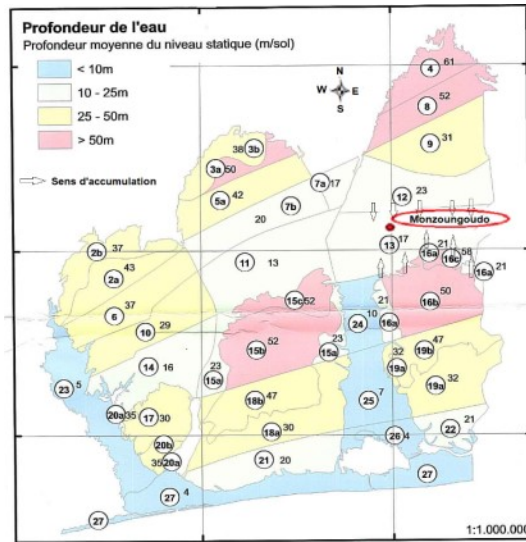 Profondeur de l'eau
Profondeur moyenne du niveau statique (m/sol)
< 10m
10 - 25m
25 - 50m
> 50m
Sens d'accumulation
N
W E
S
4 61
8 52
9 31
38 3b
3a 50
5a 42
7a 17
7b
20
12 23
Monzoungoudo
13 17
16a 21
16c 58
16a 21
2b 37
2a 43
11 13
6 37
15c 52
21
16b 50
10 29
24 10
16a
15b 52
23
15a
23
15a
14 16
32
19a
19b 47
23 5
18b 47
25 7
19a 32
20a 35
17 30
18a 30
26 4
22 21
20b
35 20a
21 20
27 4
27
27
1:1.000.000